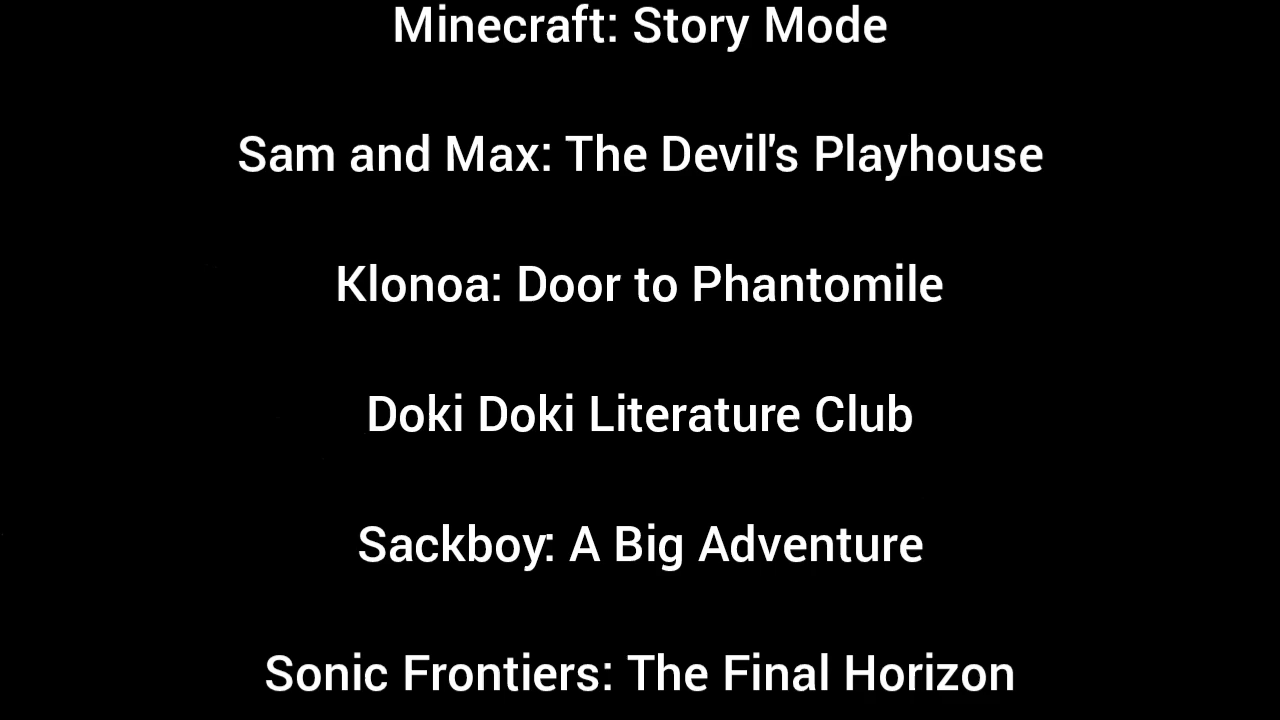 Minecraft: Story Mode
Sam and Max: The Devil's Playhouse
Klonoa: Door to Phantomile
Doki Doki Literature Club
Sackboy: A Big Adventure
Sonic Frontiers: The Final Horizon